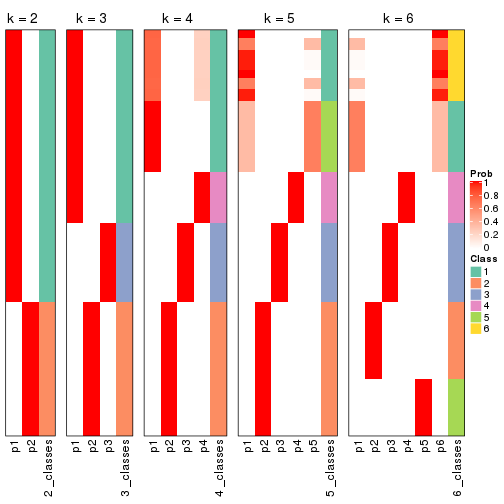 k = 2
k = 3
k = 4
k = 5
k = 6
Prob
1
0.8
0.6
0.4
0.2
0
Class
1
2
3
4
5
6
p1
p2
2_classes
p1
p2
p3
3_classes
p1
p2
p3
p4
4_classes
p1
p2
p3
p4
p5
5_classes
p1
p2
p3
p4
p5
p6
6_classes